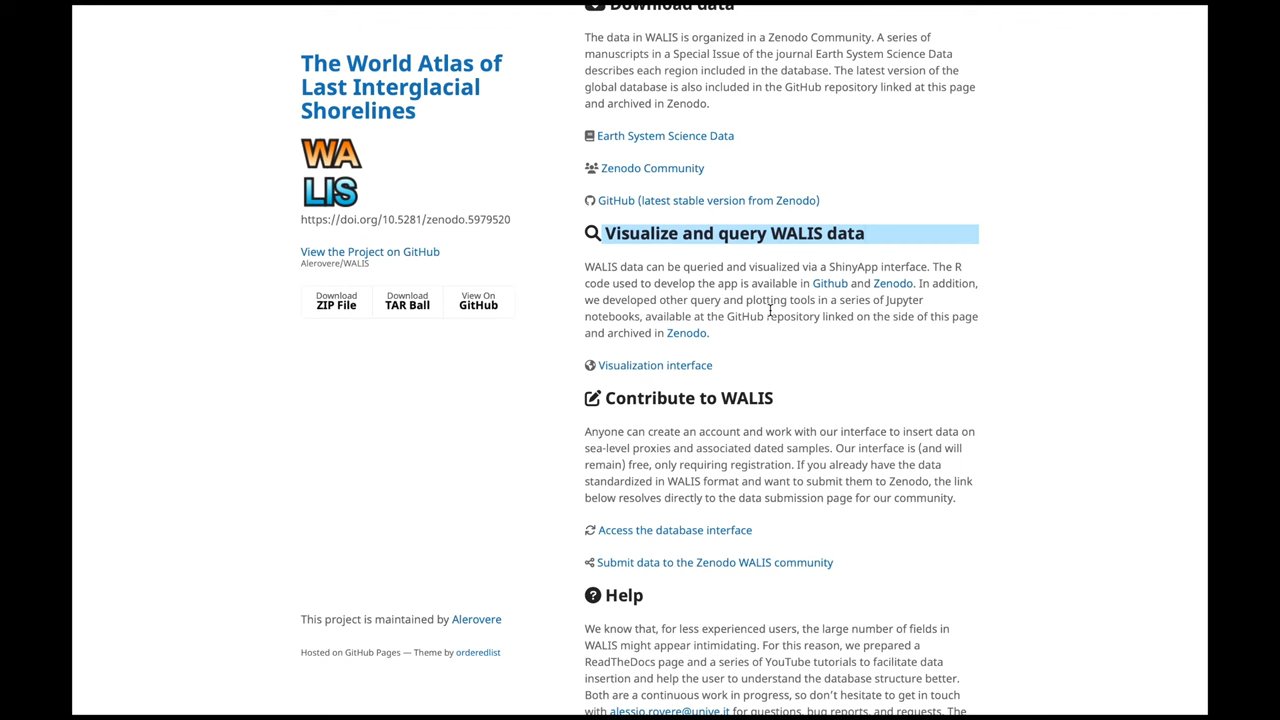 The World Atlas of
Last Interglacial
Shorelines
WA
LIS
https://doi.org/10.5281/zenodo.5979520
View the Project on GitHub
Alerovere/WALIS
Download
ZIP File
Download
TAR Ball
View On
GitHub
This project is maintained by Alerovere
Hosted on GitHub Pages — Theme by orderedlist
Download data
The data in WALIS is organized in a Zenodo Community. A series of
manuscripts in a Special Issue of the journal Earth System Science Data
describes each region included in the database. The latest version of the
global database is also included in the GitHub repository linked at this page
and archived in Zenodo.
Earth System Science Data
Zenodo Community
GitHub (latest stable version from Zenodo)
Visualize and query WALIS data
WALIS data can be queried and visualized via a ShinyApp interface. The R
code used to develop the app is available in Github and Zenodo. In addition,
we developed other query and plotting tools in a series of Jupyter
notebooks, available at the GitHub repository linked on the side of this page
and archived in Zenodo.
Visualization interface
Contribute to WALIS
Anyone can create an account and work with our interface to insert data on
sea-level proxies and associated dated samples. Our interface is (and will
remain) free, only requiring registration. If you already have the data
standardized in WALIS format and want to submit them to Zenodo, the link
below resolves directly to the data submission page for our community.
Access the database interface
Submit data to the Zenodo WALIS community
Help
We know that, for less experienced users, the large number of fields in
WALIS might appear intimidating. For this reason, we prepared a
ReadTheDocs page and a series of YouTube tutorials to facilitate data
insertion and help the user to understand the database structure better.
Both are a continuous work in progress, so don't hesitate to get in touch
with alessio.rovere@unive.it for questions, bug reports, and requests. The